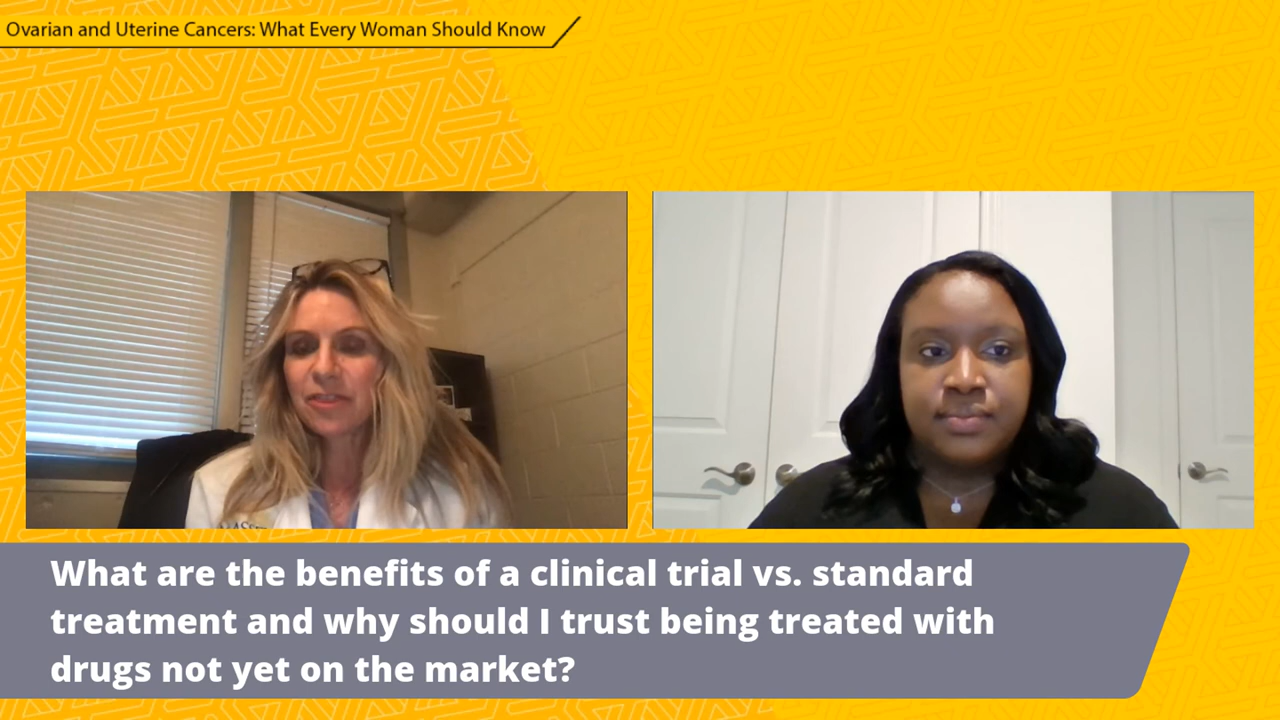 Ovarian and Uterine Cancers: What Every Woman Should Know
What are the benefits of a clinical trial vs. standard
treatment and why should I trust being treated with
drugs not yet on the market?